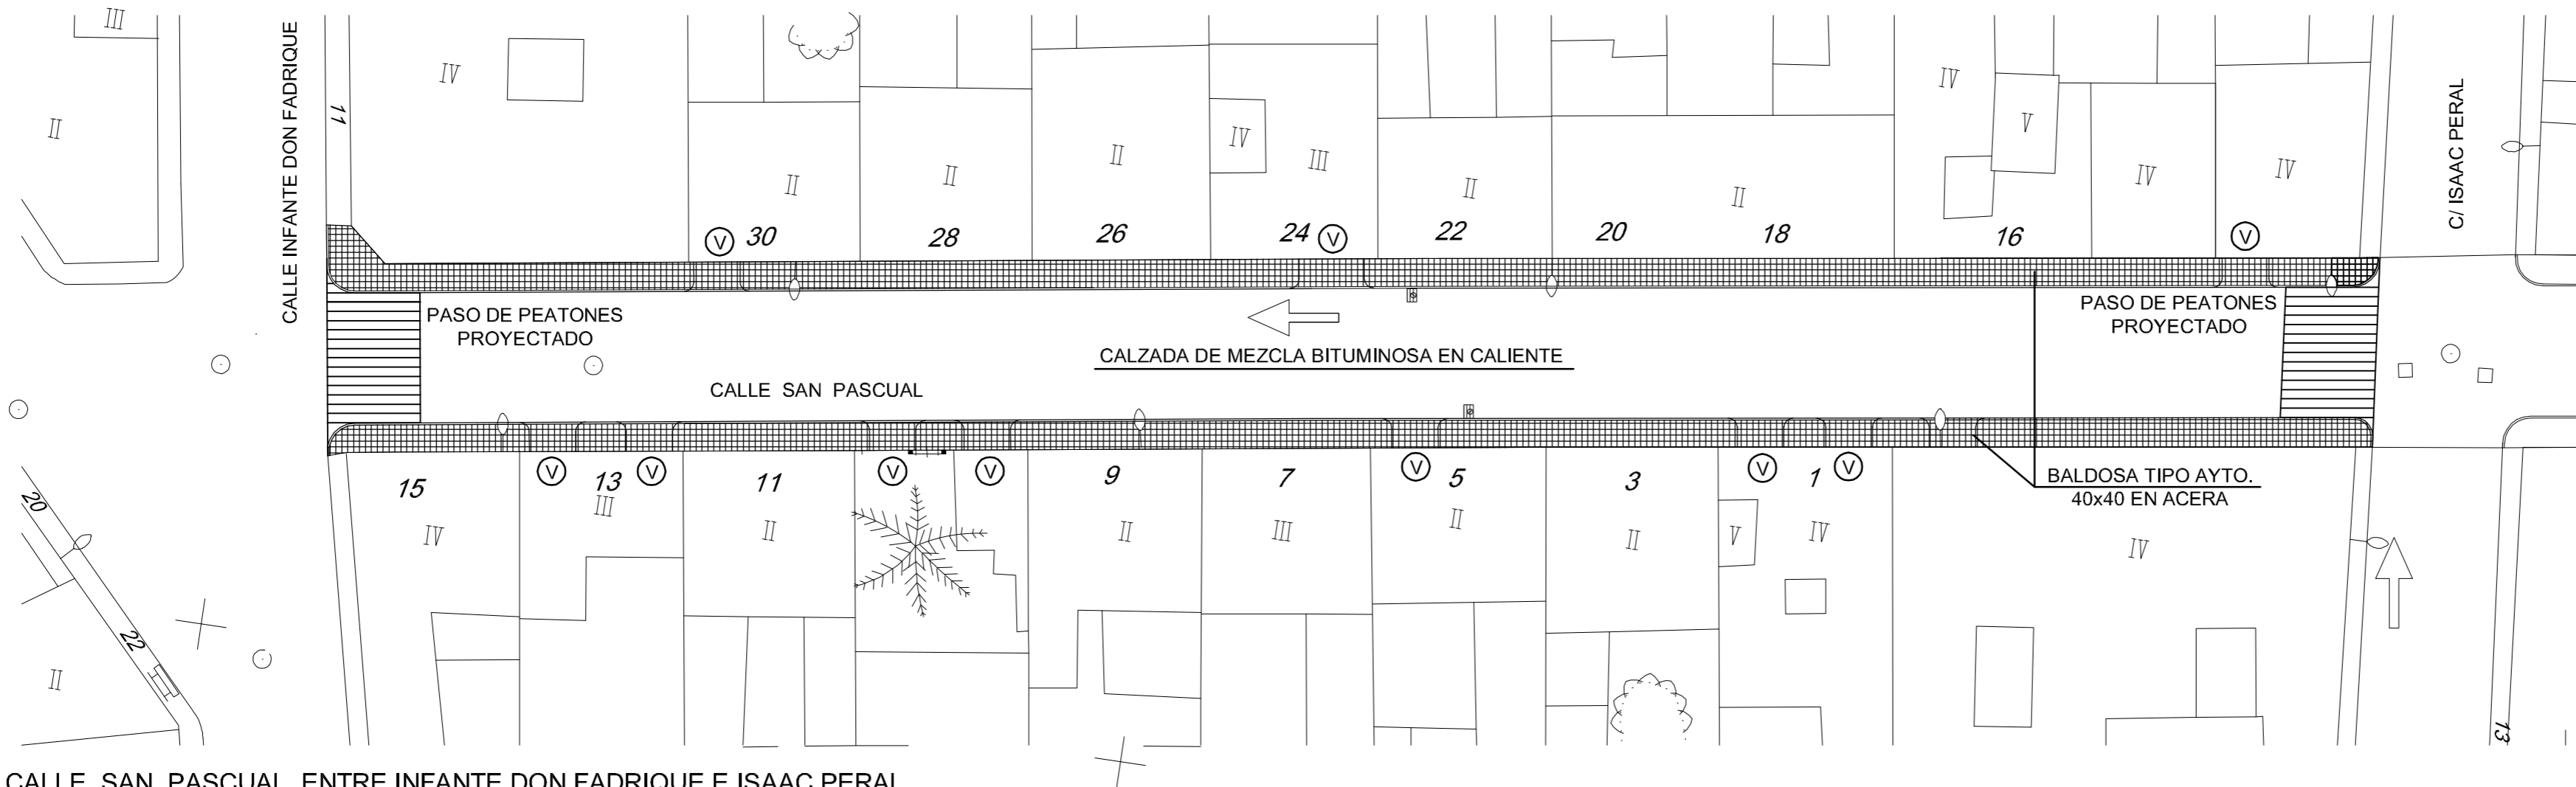 III
II
CALLE INFANTE DON FADRIQUE
11
IV
II
II
II
IV
III
II
II
IV
V
IV
IV
C/ ISAAC PERAL
V 30
28
26
24 V
22
20
18
16
V
PASO DE PEATONES
PROYECTADO
PASO DE PEATONES
PROYECTADO
CALZADA DE MEZCLA BITUMINOSA EN CALIENTE
CALLE SAN PASCUAL
15
V
13
V
11
V
V
9
7
V
5
3
V
1
V
BALDOSA TIPO AYTO.
40x40 EN ACERA
IV
III
II
II
III
II
II
V
IV
IV
20
22
II
13
CALLE SAN PASCUAL ENTRE INFANTE DON FADRIQUE E ISAAC PERAL